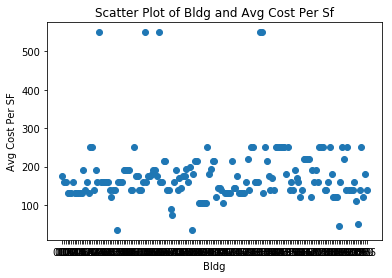 Scatter Plot of Bldg and Avg Cost Per Sf
Avg Cost Per SF
500
400
300
200
100
Bldg